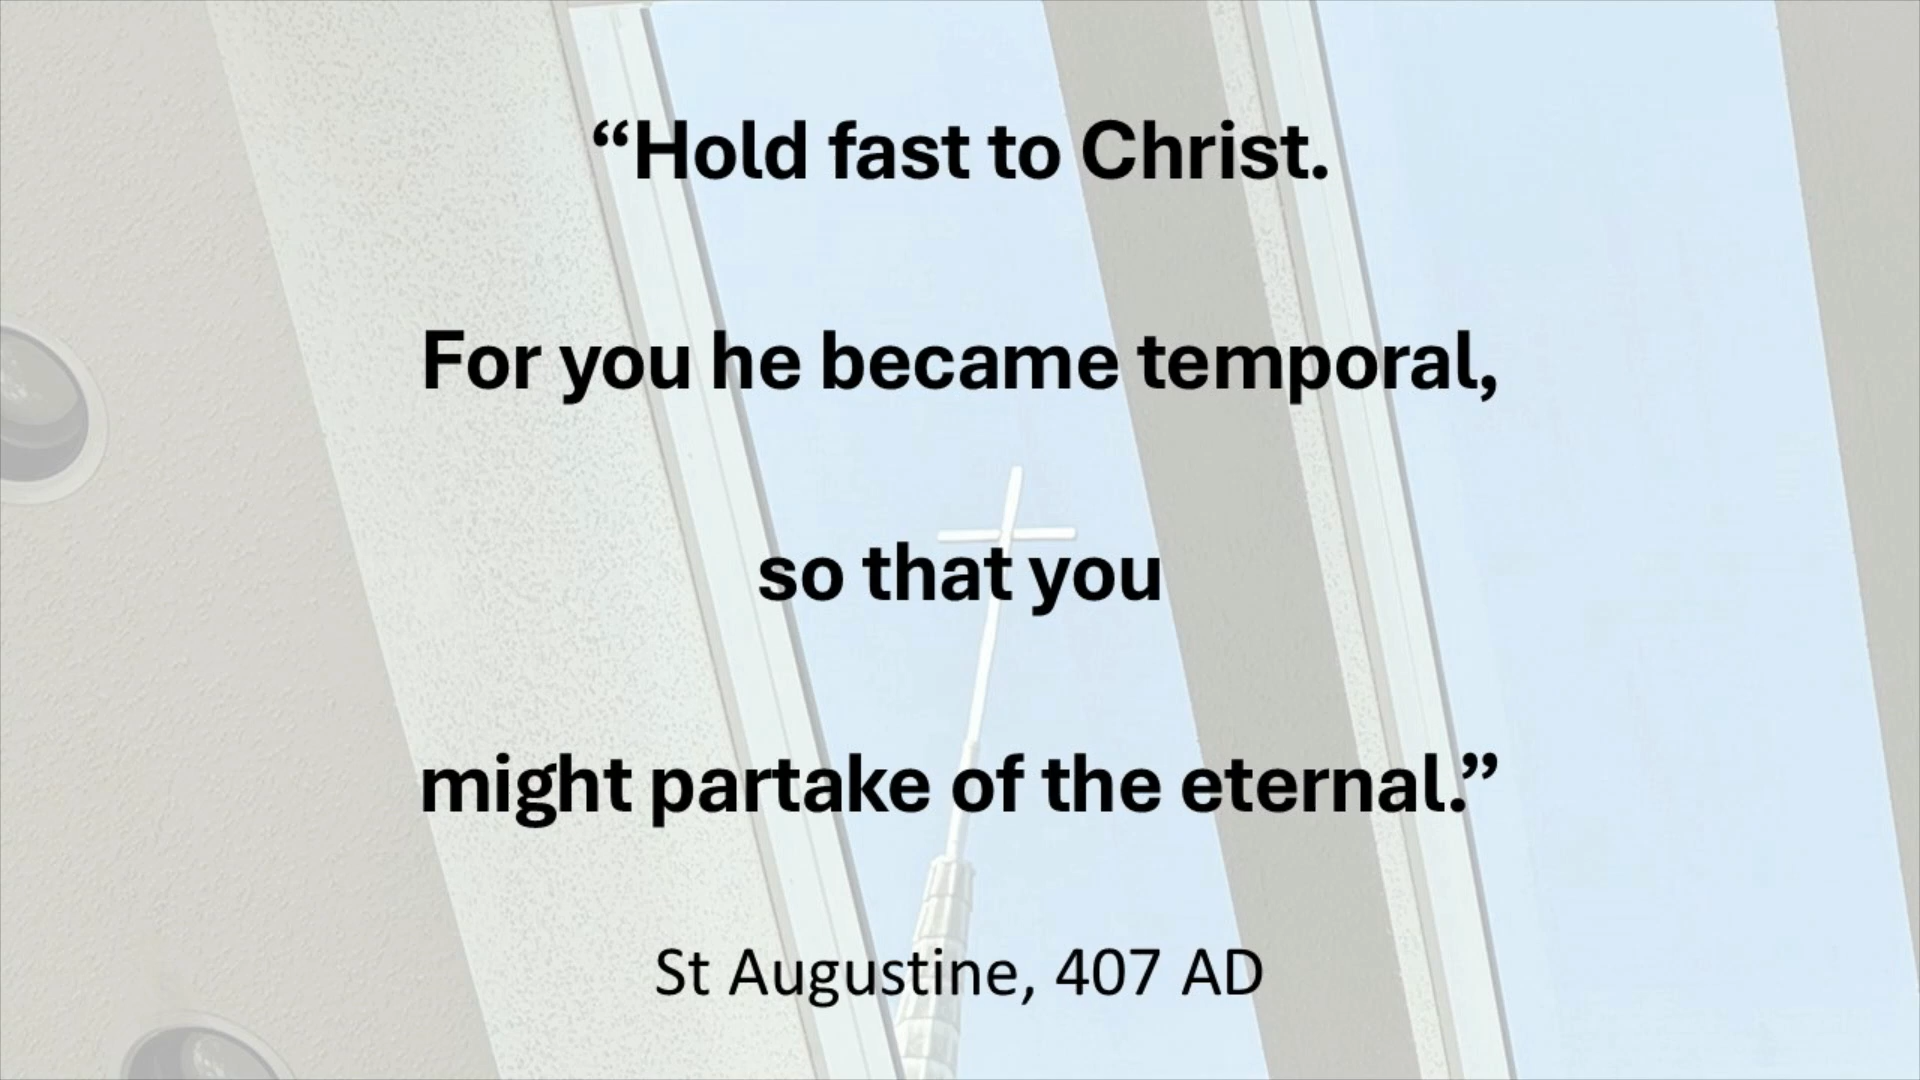 “Hold fast to Christ.
For you he became temporal,
so that you
might partake of the eternal.”
St Augustine, 407 AD